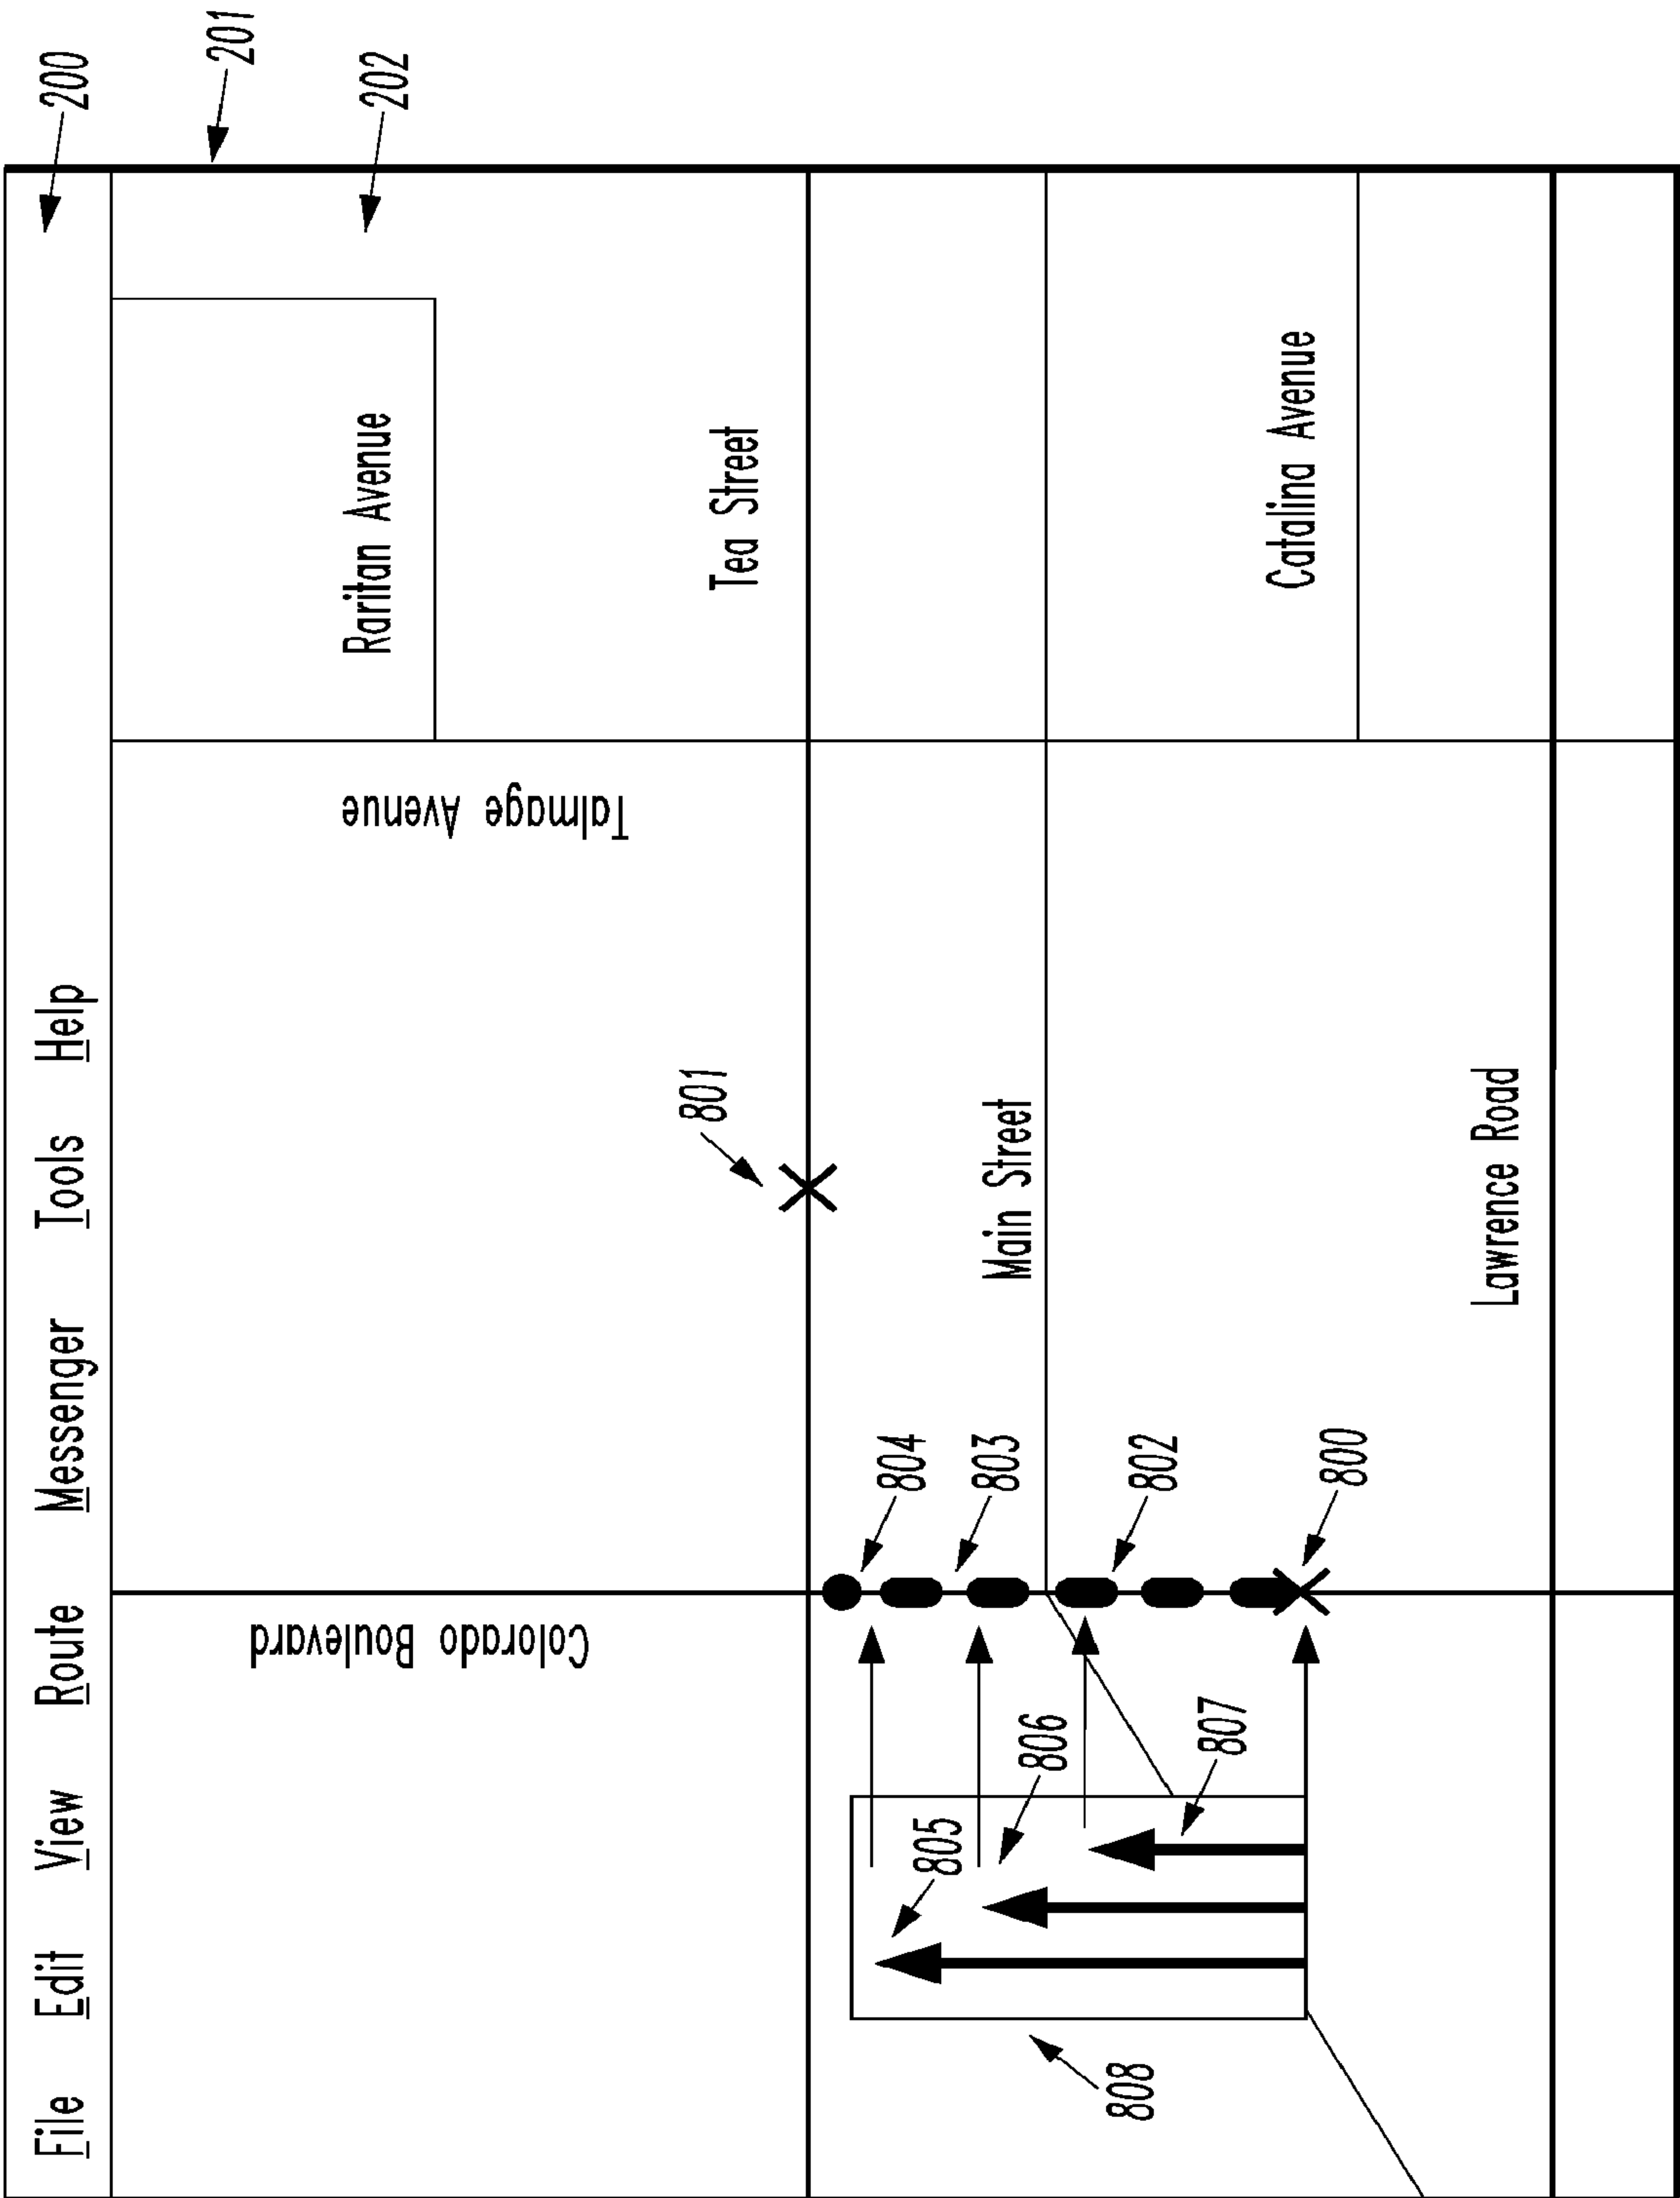 File Edit View Route Messenger Tools Help
200
201
202
Colorado Boulevard
Talmage Avenue
Raritan Avenue
801
Tea Street
804
803
802
800
Main Street
805
806
807
808
Catalina Avenue
Lawrence Road